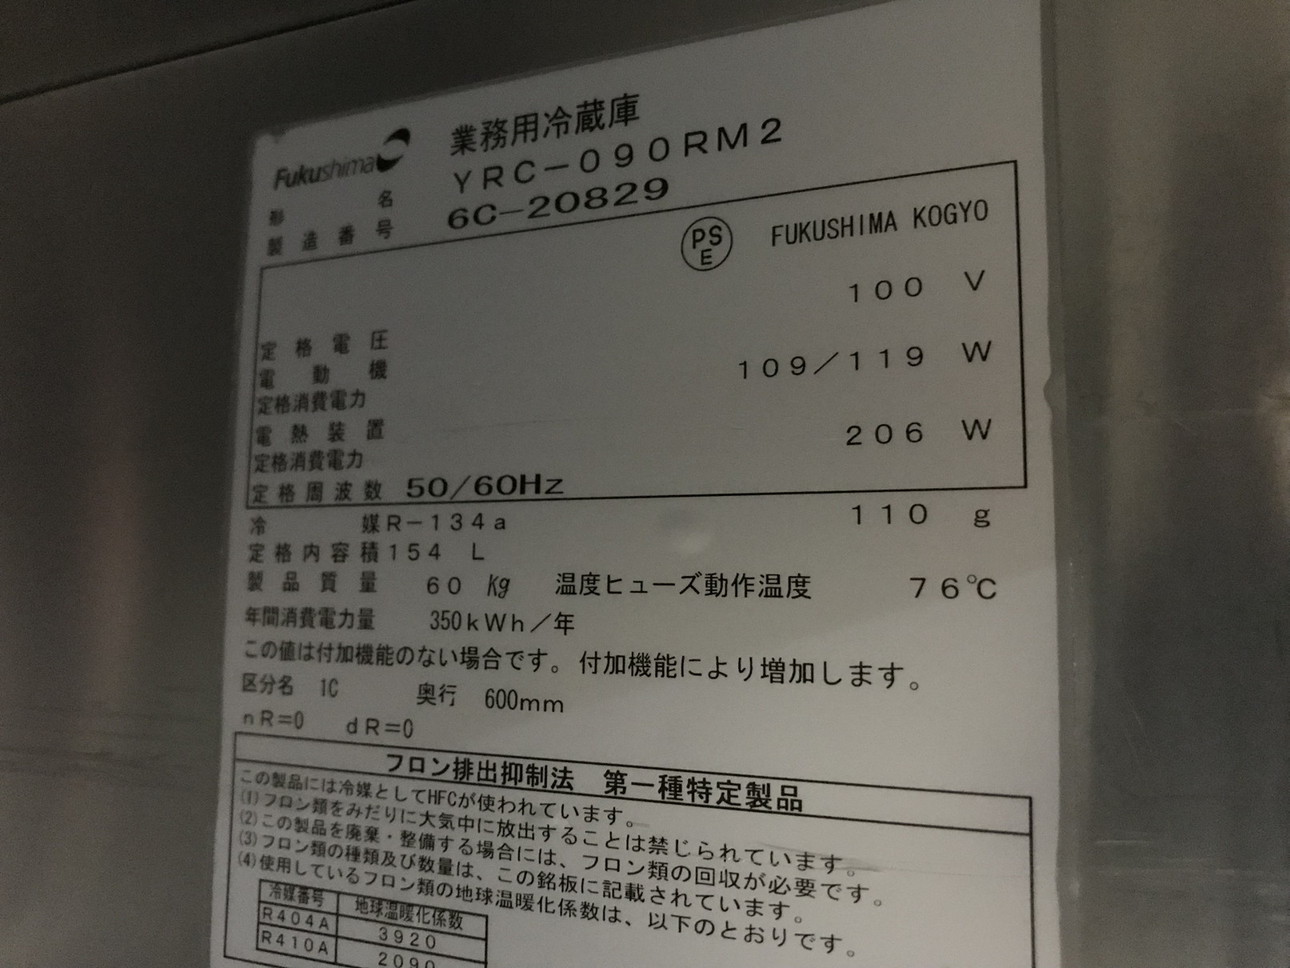 Fukushima
業務用冷蔵庫
形名 YRC-090RM2
製造番号 6C-20829
PSE FUKUSHIMA KOGYO
定格電圧 100 V
電動機
定格消費電力 109/119 W
電熱装置
定格消費電力 206 W
定格周波数 50/60Hz
冷媒 R-134a 110 g
定格内容積 154 L
製品質量 60 Kg 温度ヒューズ動作温度 76℃
年間消費電力量 350kWh/年
この値は付加機能のない場合です。付加機能により増加します。
区分名 1C 奥行 600mm
nR=0 dR=0
フロン排出抑制法 第一種特定製品
この製品には冷媒としてHFCが使われています。
(1)フロン類をみだりに大気中に放出することは禁じられています。
(2)この製品を廃棄・整備する場合には、フロン類の回収が必要です。
(3)フロン類の種類及び数量は、この銘板に記載されています。
(4)使用しているフロン類の地球温暖化係数は、以下のとおりです。
冷媒番号 地球温暖化係数
R404A 3920
R410A 2090